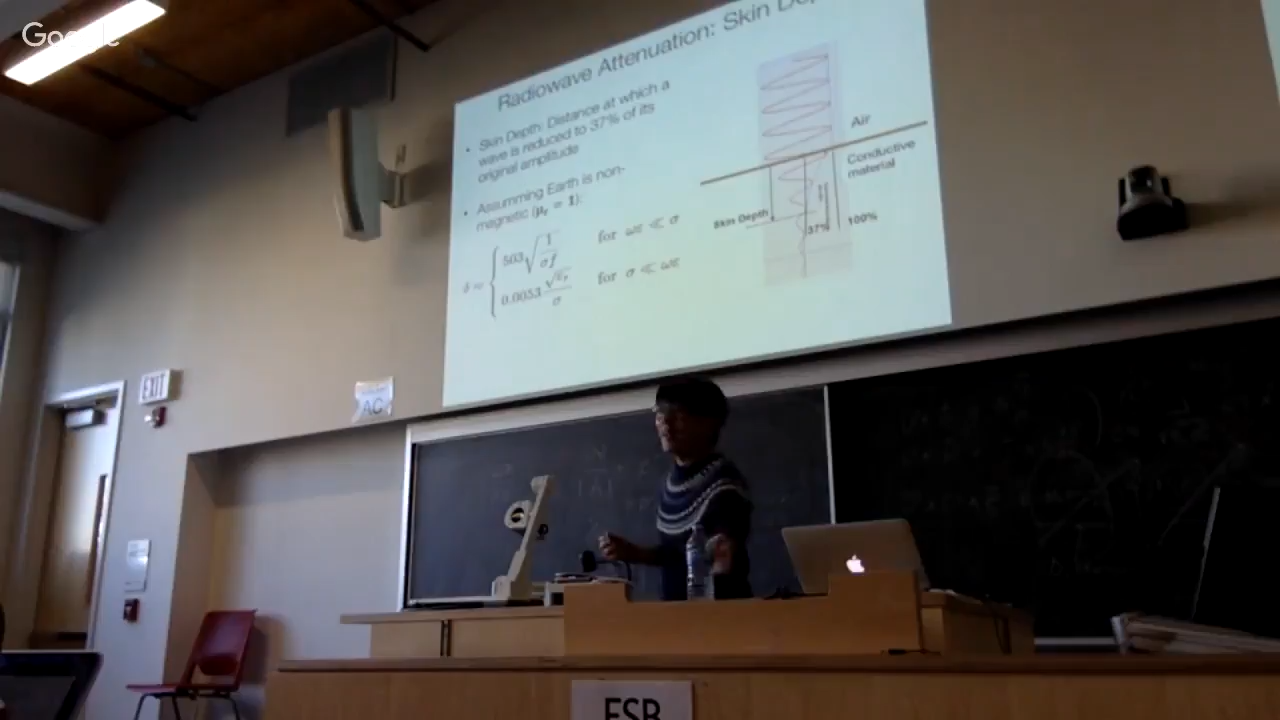 Google
Radiowave Attenuation: Skin
• Skin Depth: Distance at which a
wave is reduced to 37% of its
original amplitude
• Assumming Earth is non-
magnetic (μᵣ = 1):
503 √(1/σf) for ωε ≪ σ
0.0053 √εᵣ/σ for σ ≪ ωε
Air
Conductive
material
Skin Depth
37%
100%
EXIT
AC
ESB